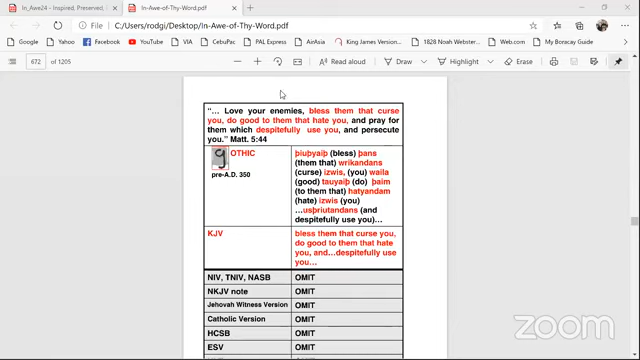 In_Awe24 - Inspired, Preserved,
In-Awe-of-Thy-Word.pdf
C:/Users/rodgi/Desktop/In-Awe-of-Thy-Word.pdf
Google Facebook YouTube VIA CebuPac PAL Express AirAsia King James Version... 1828 Noah Webster... Web.com My Boracay Guide
672 of 1205
Read aloud Draw Highlight Erase
"... Love your enemies, bless them that curse
you, do good to them that hate you, and pray for
them which despitefully use you, and persecute
you." Matt. 5:44
g OTHIC
pre-A.D. 350
þiuþyaiþ (bless) þans
(them that) wrikandans
(curse) izwis, (you) waila
(good) tauyaiþ (do) þaim
(to them that) hatyandam
(hate) izwis (you)
...usþriutandans (and
despitefully use you)...
KJV
bless them that curse you,
do good to them that hate
you, and... despitefully use
you...
NIV, TNIV, NASB OMIT
NKJV note OMIT
Jehovah Witness Version OMIT
Catholic Version OMIT
HCSB OMIT
ESV OMIT
zoom